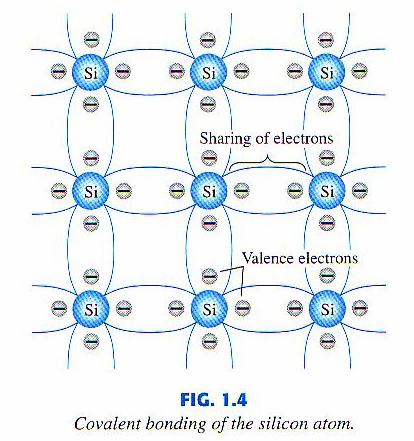 Si Si Si
Sharing of electrons
Si Si Si
Valence electrons
Si Si Si
FIG. 1.4
Covalent bonding of the silicon atom.